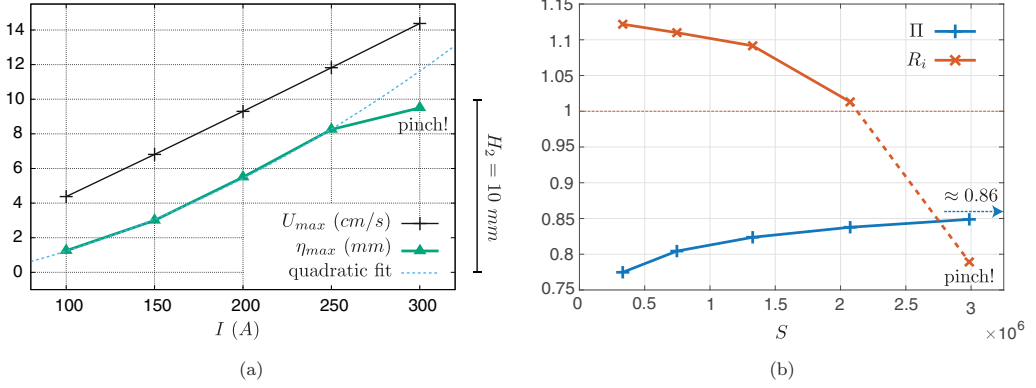 14
12
10
8
6
4
2
0
100
150
200
250
300
I (A)
pinch!
U_max (cm/s)
η_max (mm)
quadratic fit
H_2 = 10 mm
(a)
1.15
1.1
1.05
1
0.95
0.9
0.85
0.8
0.75
0
0.5
1
1.5
2
2.5
3
×10^6
S
Π
R_i
≈ 0.86
pinch!
(b)